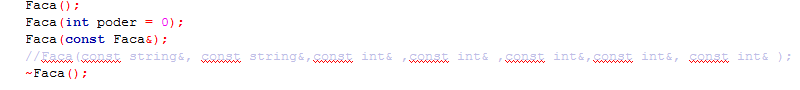 Faca();
Faca(int poder = 0);
Faca(const Faca&);
//Faca(const string&, const string&,const int& ,const int& ,const int&,const int&, const int& );
~Faca();